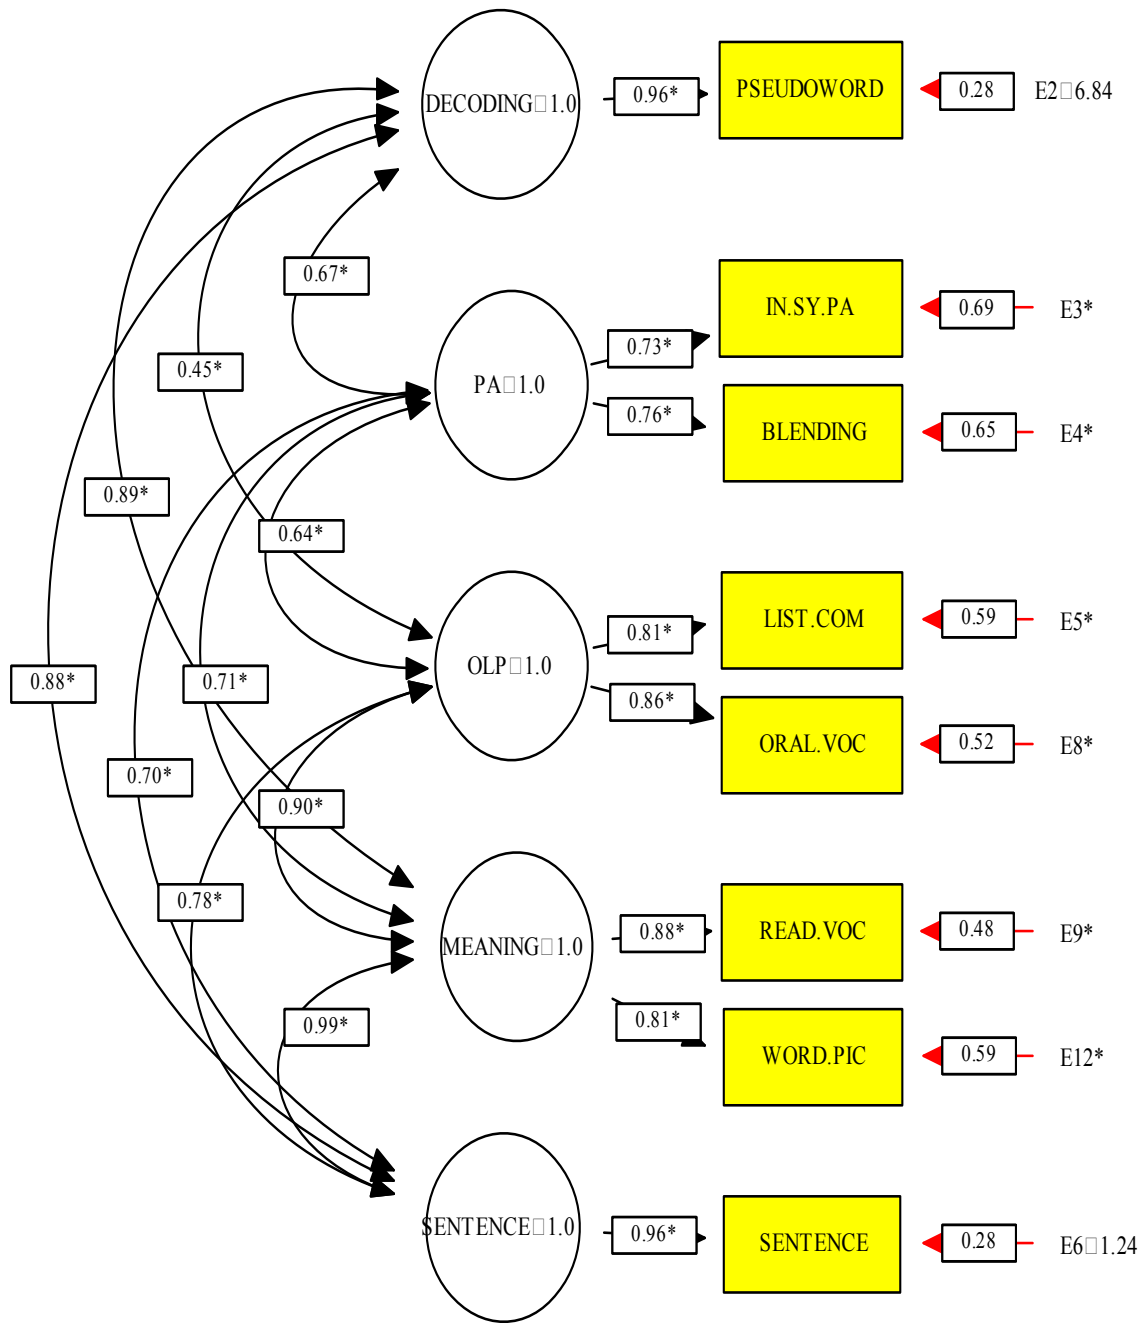 DECODING□1.0
0.96*
PSEUDOWORD
0.28
E2□6.84
0.67*
IN.SY.PA
0.69
E3*
0.73*
0.45*
PA□1.0
0.76*
BLENDING
0.65
E4*
0.89*
0.64*
LIST.COM
0.59
E5*
0.81*
OLP□1.0
0.88*
0.71*
0.86*
ORAL.VOC
0.52
E8*
0.70*
0.90*
0.78*
READ.VOC
0.48
E9*
0.88*
MEANING□1.0
0.99*
0.81*
WORD.PIC
0.59
E12*
SENTENCE□1.0
0.96*
SENTENCE
0.28
E6□1.24